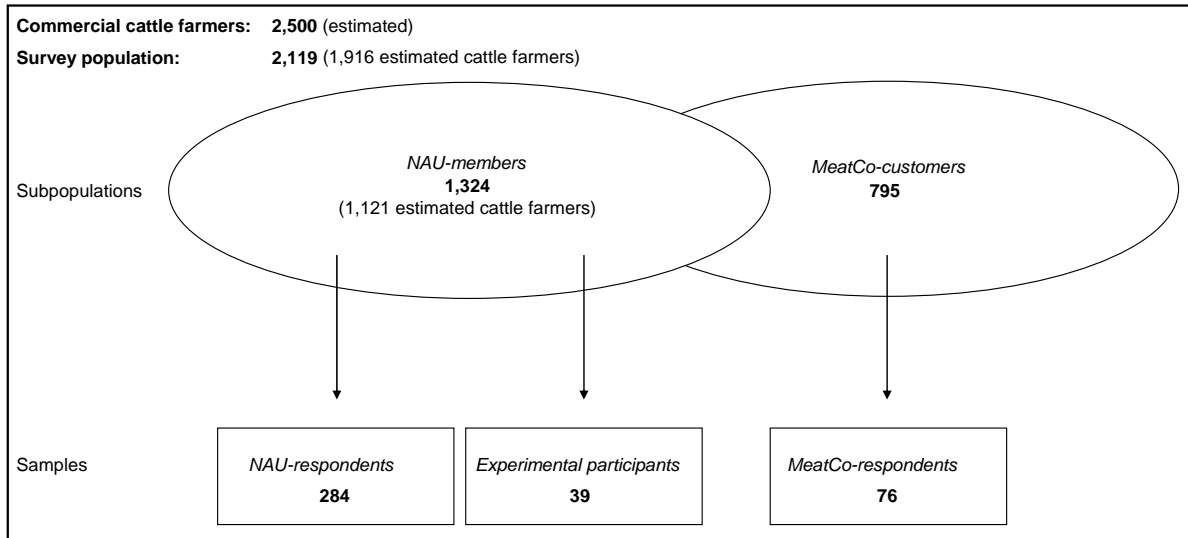 Commercial cattle farmers: 2,500 (estimated)
Survey population: 2,119 (1,916 estimated cattle farmers)
NAU-members
1,324
(1,121 estimated cattle farmers)
MeatCo-customers
795
Subpopulations
Samples
NAU-respondents
284
Experimental participants
39
MeatCo-respondents
76